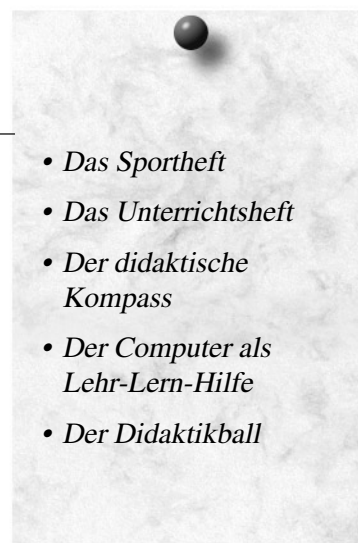 • Das Sportheft
• Das Unterrichtsheft
• Der didaktische
Kompass
• Der Computer als
Lehr-Lern-Hilfe
• Der Didaktikball